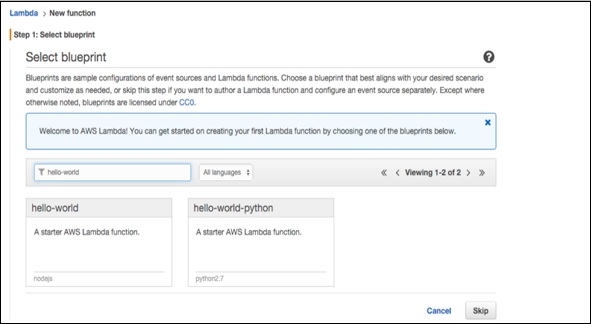 Lambda > New function
Step 1: Select blueprint
Select blueprint
?
Blueprints are sample configurations of event sources and Lambda functions. Choose a blueprint that best aligns with your desired scenario
and customize as needed, or skip this step if you want to author a Lambda function and configure an event source separately. Except where
otherwise noted, blueprints are licensed under CC0.
Welcome to AWS Lambda! You can get started on creating your first Lambda function by choosing one of the blueprints below.
hello-world
All languages
« < Viewing 1-2 of 2 > »
hello-world
A starter AWS Lambda function.
nodejs
hello-world-python
A starter AWS Lambda function.
python2.7
Cancel
Skip